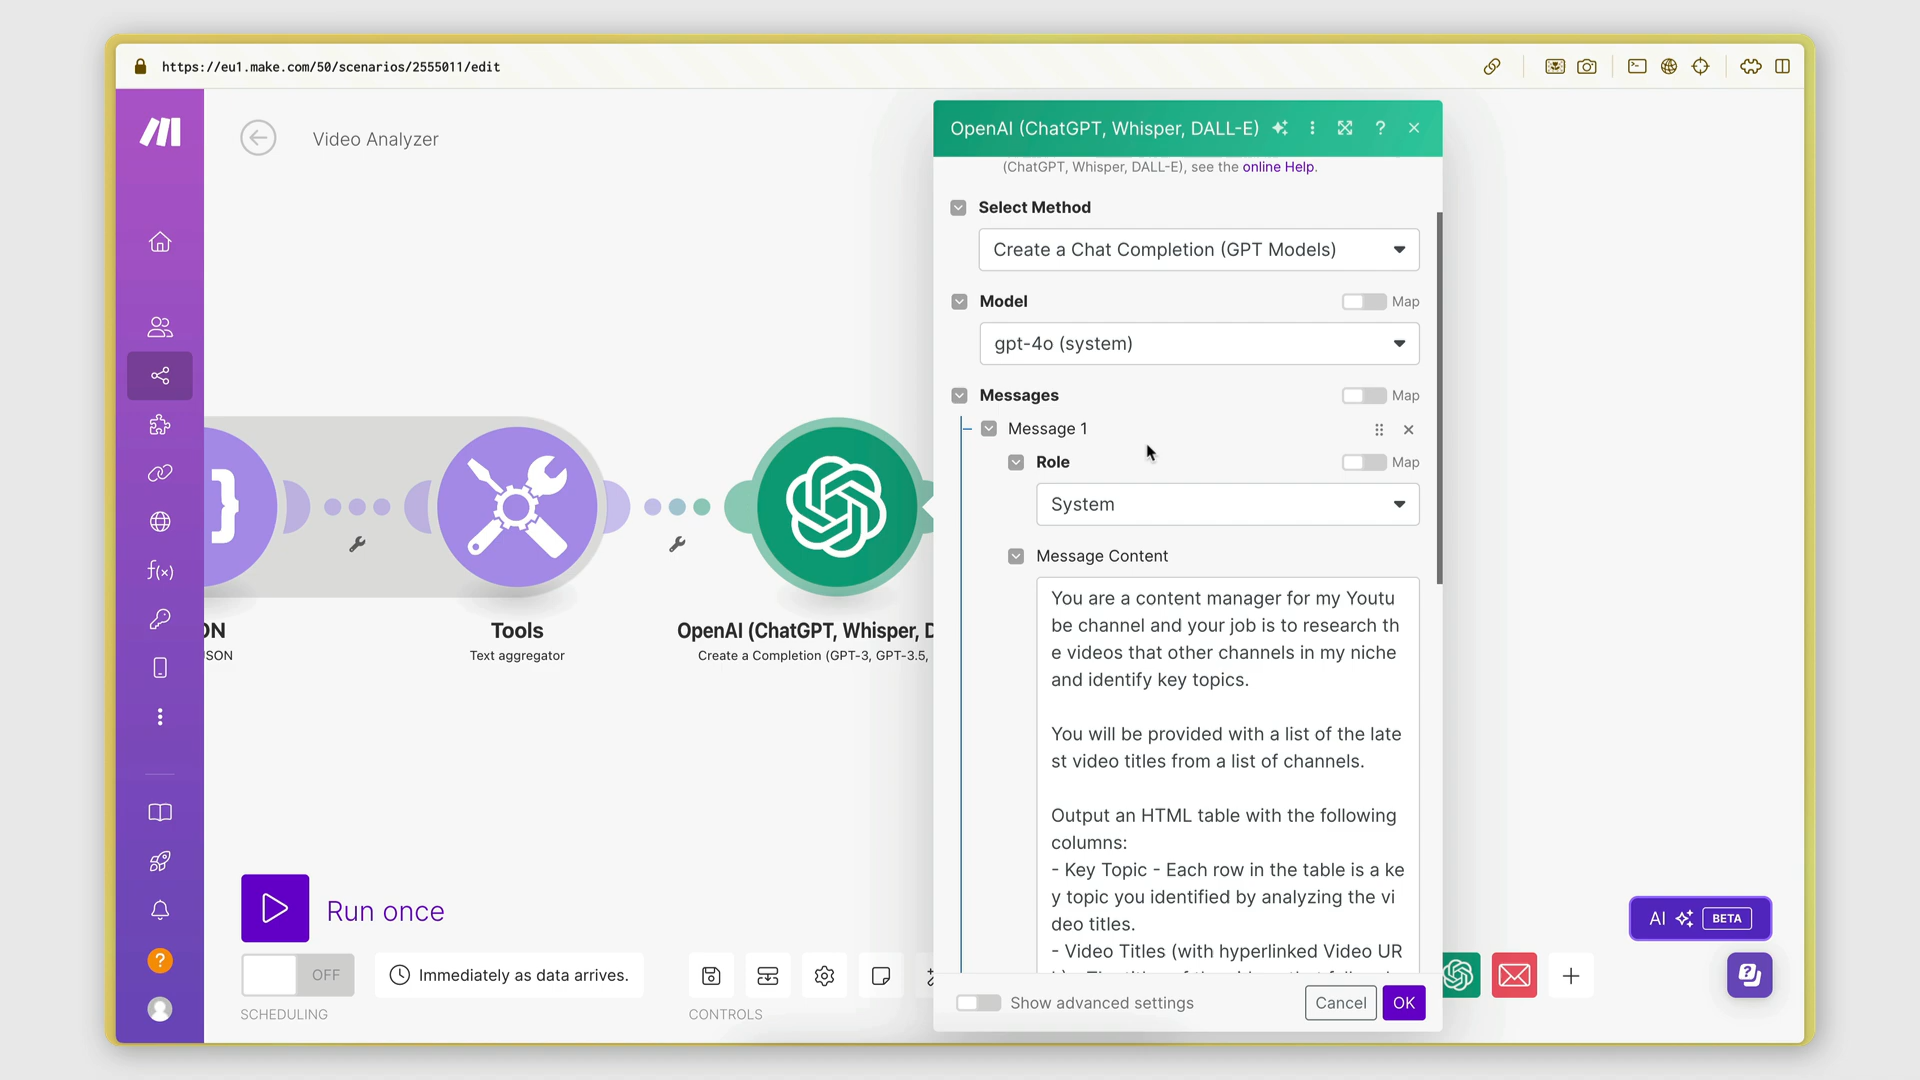 https://eu1.make.com/50/scenarios/2555011/edit
Video Analyzer
OpenAI (ChatGPT, Whisper, DALL-E)
(ChatGPT, Whisper, DALL-E), see the online Help.
Select Method
Create a Chat Completion (GPT Models)
Model
Map
gpt-4o (system)
Messages
Map
Message 1
Role
Map
System
Message Content
You are a content manager for my Youtu
be channel and your job is to research th
e videos that other channels in my niche
and identify key topics.
You will be provided with a list of the late
st video titles from a list of channels.
Output an HTML table with the following
columns:
- Key Topic - Each row in the table is a ke
y topic you identified by analyzing the vi
deo titles.
- Video Titles (with hyperlinked Video UR
Show advanced settings
Cancel
OK
}
ON
JSON
Tools
Text aggregator
OpenAI (ChatGPT, Whisper, D
Create a Completion (GPT-3, GPT-3.5,
f(x)
Run once
OFF
Immediately as data arrives.
SCHEDULING
CONTROLS
AI
BETA